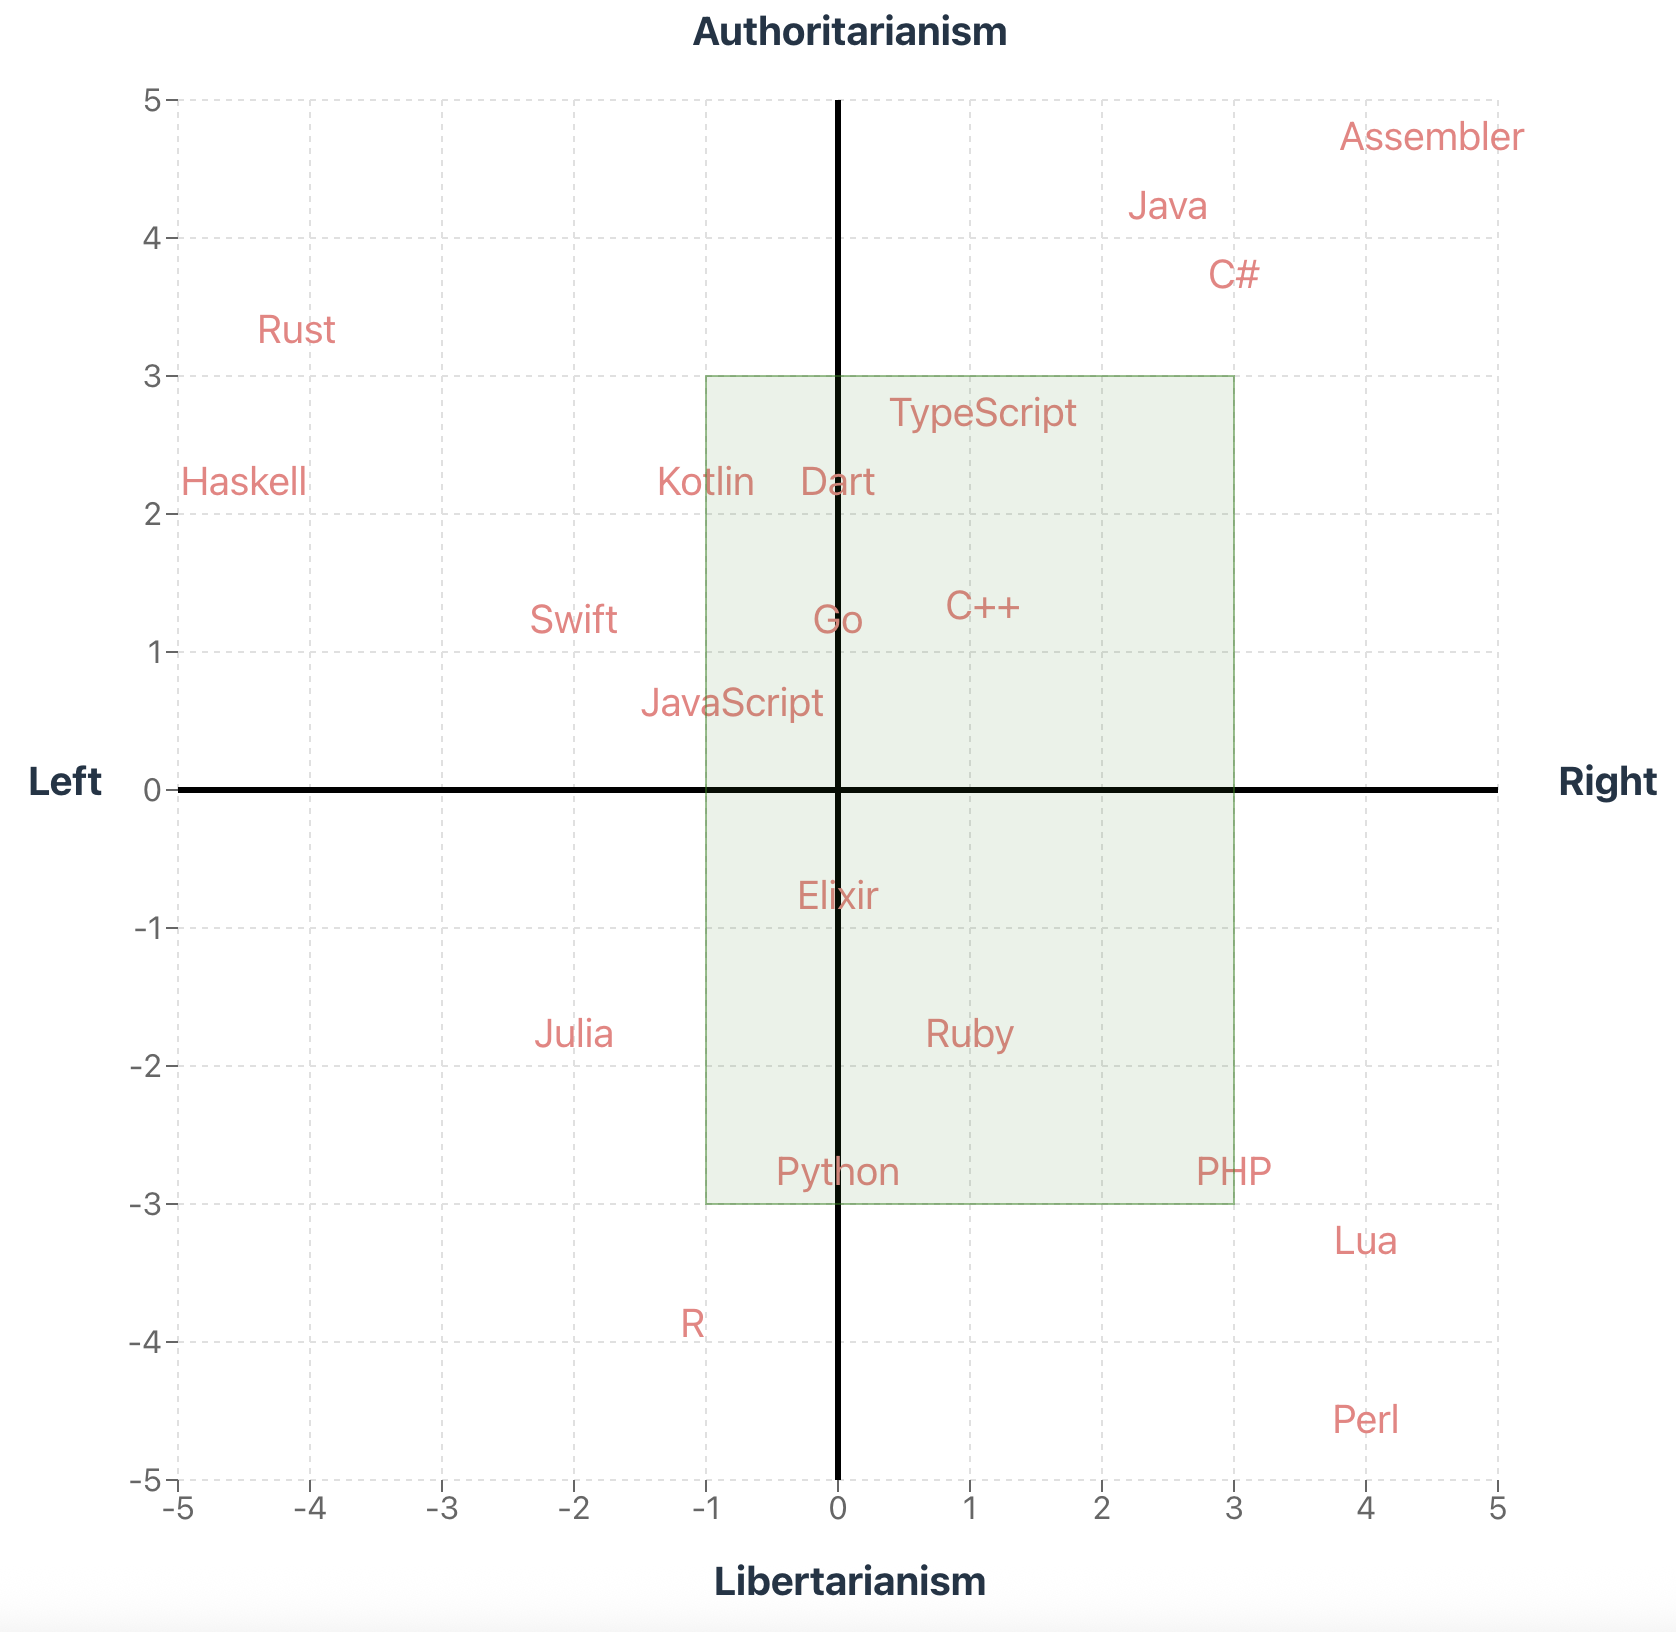 Authoritarianism
5
Assembler
Java
4
C#
Rust
3
TypeScript
Haskell
Kotlin
Dart
2
C++
Swift
Go
1
JavaScript
Left
0
Right
Elixir
-1
Julia
Ruby
-2
Python
PHP
-3
Lua
R
-4
Perl
-5
-5 -4 -3 -2 -1 0 1 2 3 4 5
Libertarianism